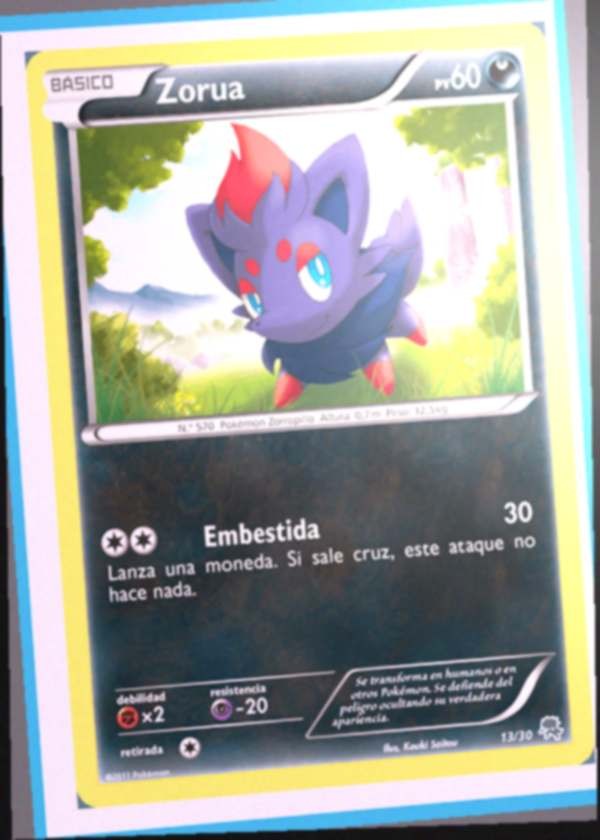 BÁSICO
Zorua
PV60
N.º 570 Pokémon Zorropillo Altura: 0,7 m Peso: 12,5 kg
Embestida 30
Lanza una moneda. Si sale cruz, este ataque no
hace nada.
debilidad
×2
resistencia
-20
retirada
Se transforma en humanos o en
otros Pokémon. Se defiende del
peligro ocultando su verdadera
apariencia.
Ilus. Kouki Saitou
13/30
©2011 Pokémon